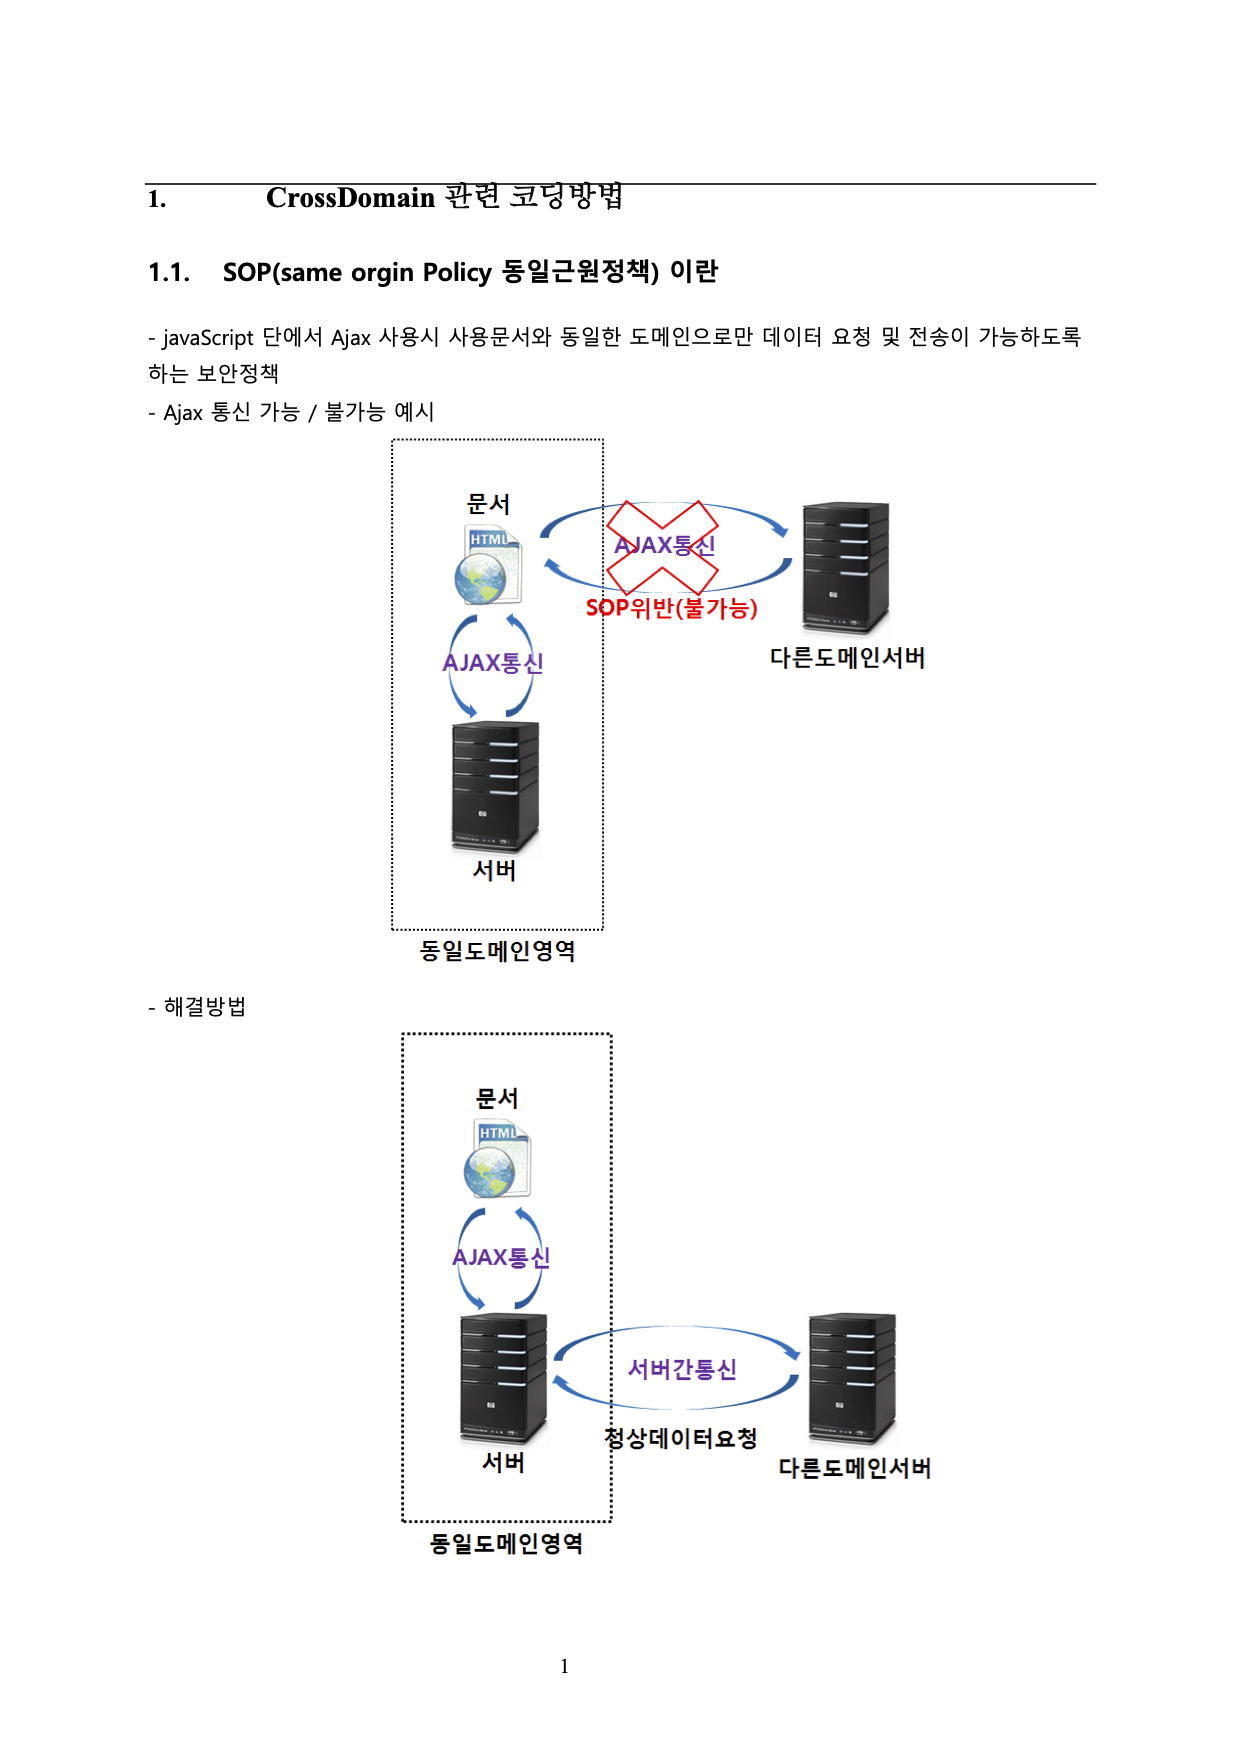 1. CrossDomain 관련 코딩방법
1.1. SOP(same orgin Policy 동일근원정책) 이란
- javaScript 단에서 Ajax 사용시 사용문서와 동일한 도메인으로만 데이터 요청 및 전송이 가능하도록
하는 보안정책
- Ajax 통신 가능 / 불가능 예시
문서
HTML
AJAX통신
SOP위반(불가능)
다른도메인서버
AJAX통신
서버
동일도메인영역
- 해결방법
문서
HTML
AJAX통신
서버간통신
정상데이터요청
서버
다른도메인서버
동일도메인영역
1